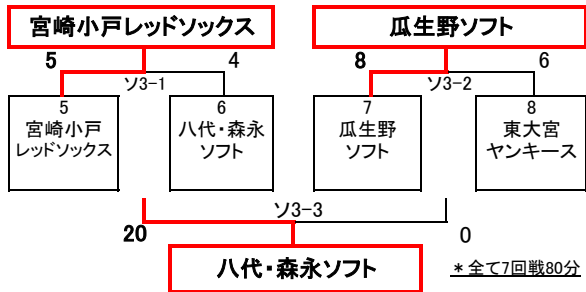 宮崎小戸レッドソックス
瓜生野ソフト
5 4 8 6
ソ3-1 ソ3-2
5 6 7 8
宮崎小戸 八代・森永 瓜生野 東大宮
レッドソックス ソフト ソフト ヤンキース
ソ3-3
20 0
八代・森永ソフト
*全て7回戦80分